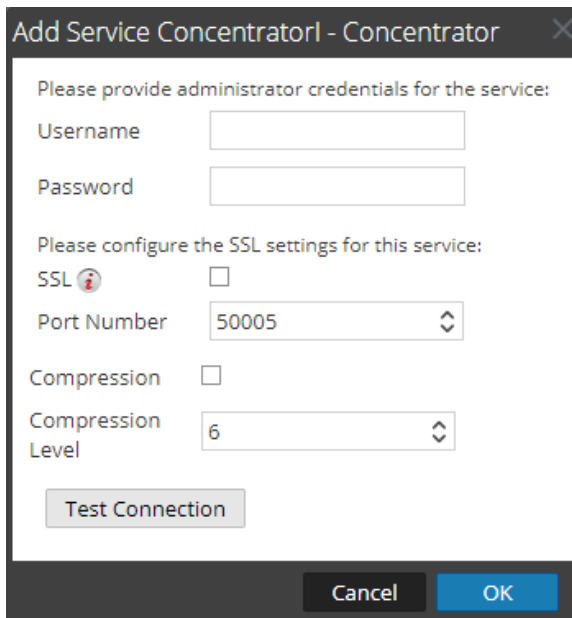 Add Service ConcentratorI - Concentrator
Please provide administrator credentials for the service:
Username
Password
Please configure the SSL settings for this service:
SSL
Port Number 50005
Compression
Compression
Level
6
Test Connection
Cancel OK